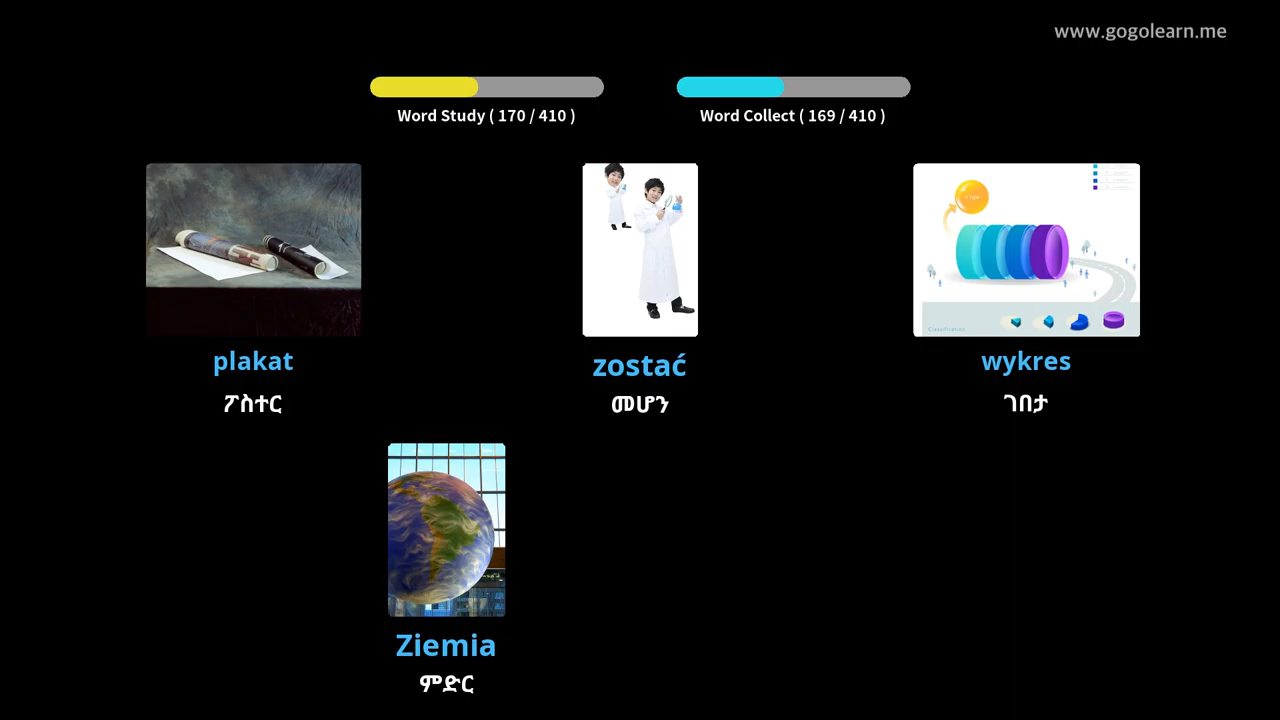 www.gogolearn.me
Word Study ( 170 / 410 )
Word Collect ( 169 / 410 )
plakat
ፖስተር
zostać
መሆን
wykres
ገበታ
Ziemia
ምድር